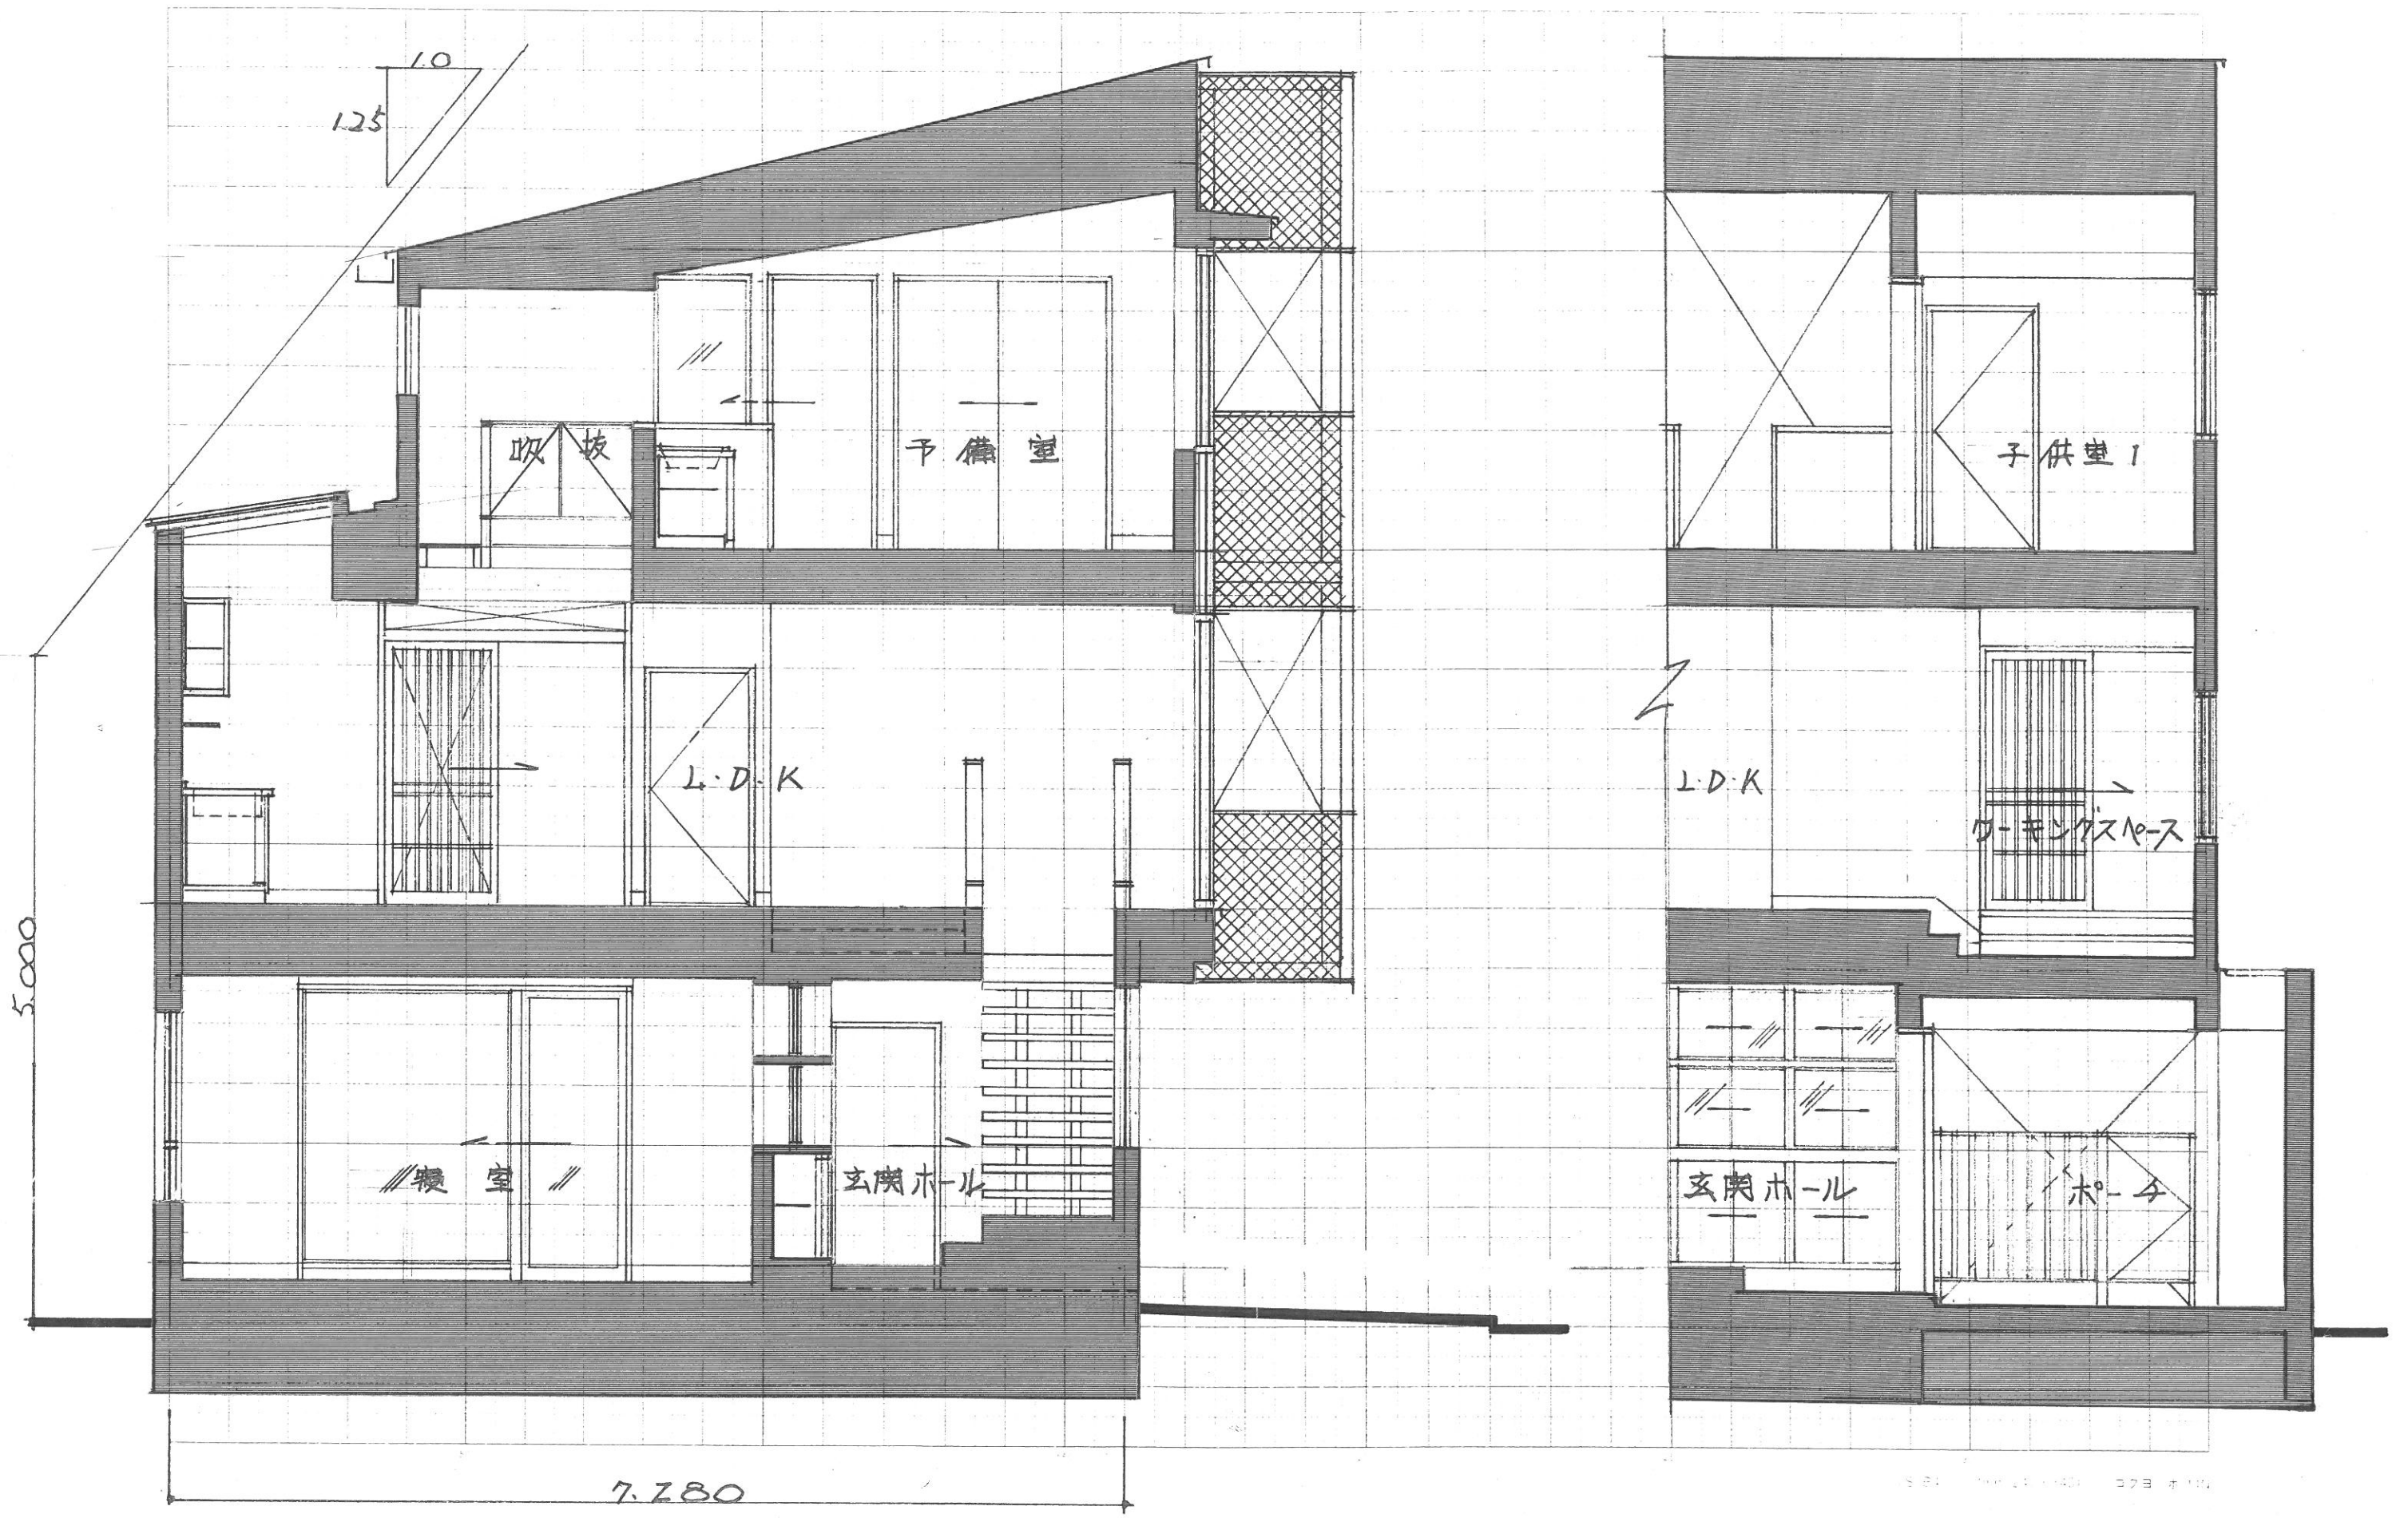 1.0
1.25
吹 抜
予 備 室
子 供 室 1
L・D・K
L・D・K
ワーキングスペース
5.000
寝 室
玄関ホール
玄関ホール
ポーチ
7.280